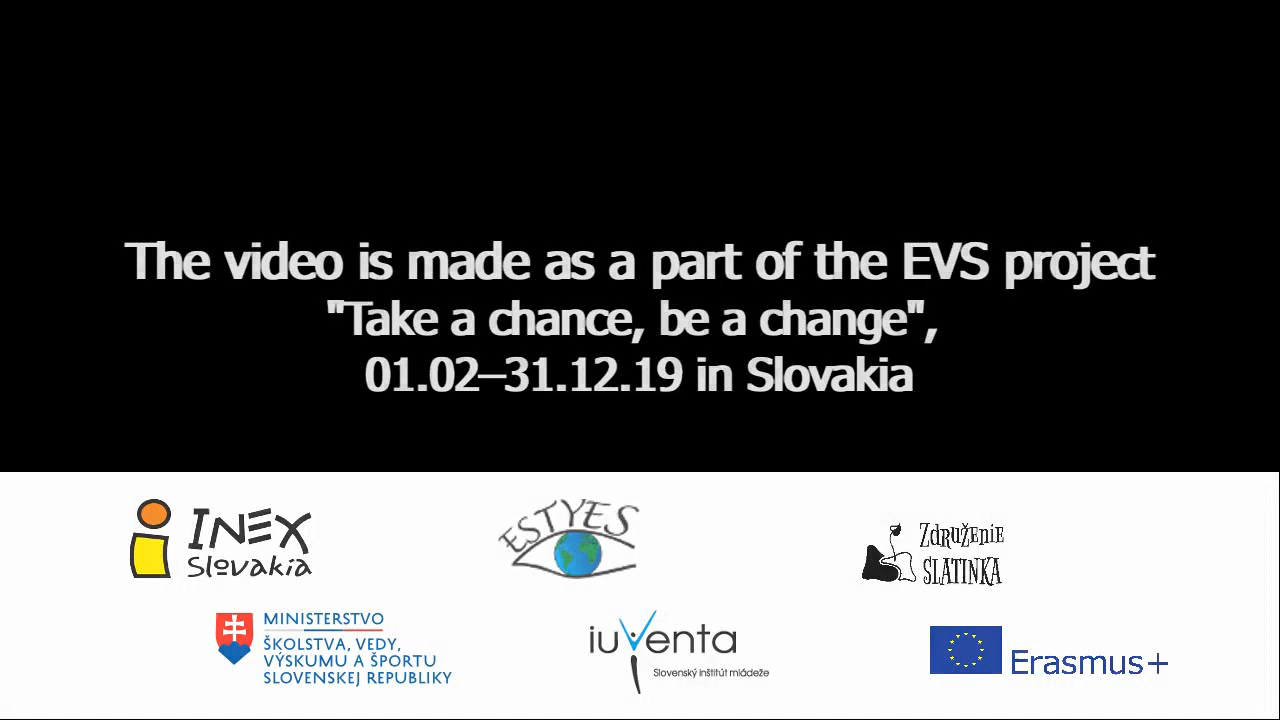 The video is made as a part of the EVS project
"Take a chance, be a change",
01.02–31.12.19 in Slovakia
INEX
Slovakia
ESTYES
ZdruŽenie
SLATINKA
MINISTERSTVO
ŠKOLSTVA, VEDY,
VÝSKUMU A ŠPORTU
SLOVENSKEJ REPUBLIKY
iuventa
Slovenský inštitút mládeže
Erasmus+